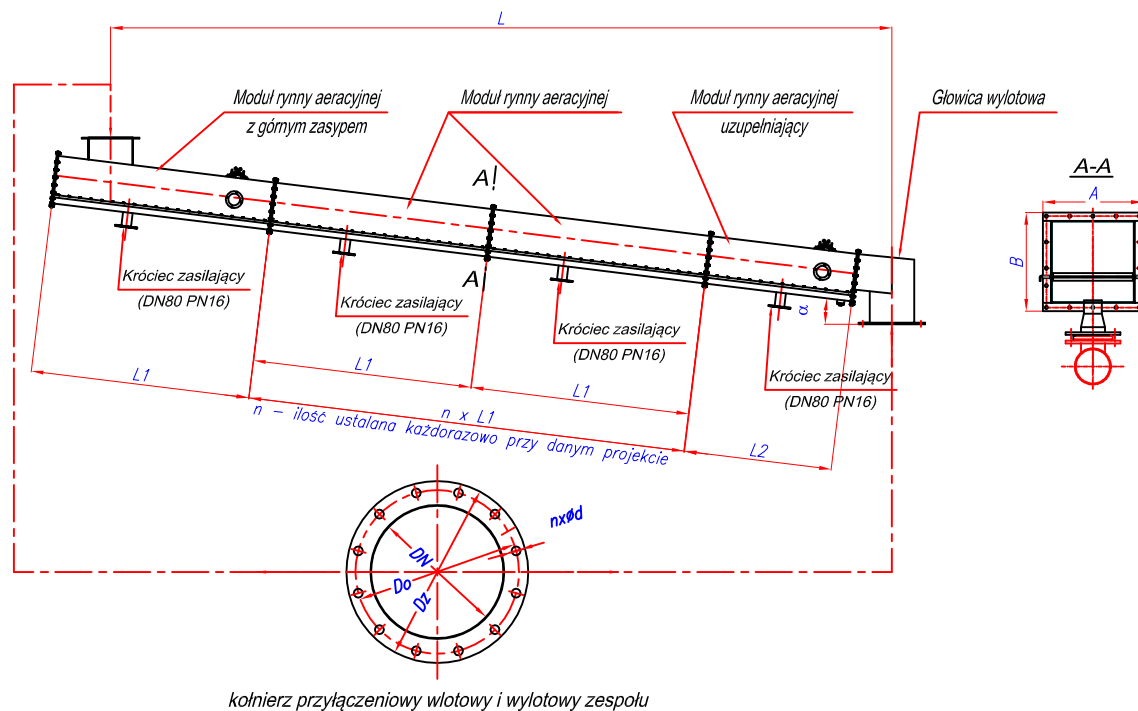 L
Moduł rynny aeracyjnej
z górnym zasypem
Moduł rynny aeracyjnej
Moduł rynny aeracyjnej
uzupełniający
Głowica wylotowa
A
A
A-A
A
B
α
Króciec zasilający
(DN80 PN16)
Króciec zasilający
(DN80 PN16)
Króciec zasilający
(DN80 PN16)
Króciec zasilający
(DN80 PN16)
L1
L1
L1
n x L1
n – ilość ustalana każdorazowo przy danym projekcie
L2
nxød
DN
Do
Dz
kołnierz przyłączeniowy wlotowy i wylotowy zespołu